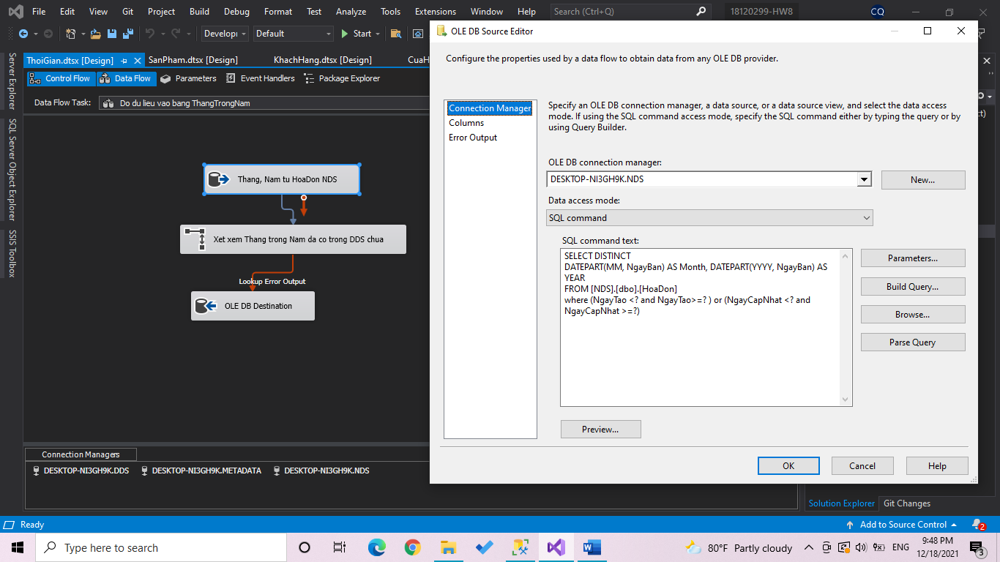 File Edit View Git Project Build Debug Format Test Analyze Tools Extensions Window Help Search (Ctrl+Q) 18120299-HW8 CQ
Develop Default Start
OLE DB Source Editor
ThoiGian.dtsx [Design] SanPham.dtsx [Design] KhachHang.dtsx [Design] CuaH
Control Flow Data Flow Parameters Event Handlers Package Explorer
Data Flow Task: Do du lieu vao bang ThangTrongNam
Server Explorer
SQL Server Object Explorer
SSIS Toolbox
Thang, Nam tu HoaDon NDS
Xet xem Thang trong Nam da co trong DDS chua
Lookup Error Output
OLE DB Destination
Connection Managers
DESKTOP-NI3GH9K.DDS DESKTOP-NI3GH9K.METADATA DESKTOP-NI3GH9K.NDS
Configure the properties used by a data flow to obtain data from any OLE DB provider.
Connection Manager
Columns
Error Output
Specify an OLE DB connection manager, a data source, or a data source view, and select the data access
mode. If using the SQL command access mode, specify the SQL command either by typing the query or by
using Query Builder.
OLE DB connection manager:
DESKTOP-NI3GH9K.NDS New...
Data access mode:
SQL command
SQL command text:
SELECT DISTINCT
DATEPART(MM, NgayBan) AS Month, DATEPART(YYYY, NgayBan) AS
YEAR
FROM [NDS].[dbo].[HoaDon]
where (NgayTao <? and NgayTao>=? ) or (NgayCapNhat <? and
NgayCapNhat >=?)
Parameters...
Build Query...
Browse...
Parse Query
Preview...
OK Cancel Help
ct)
Solution Explorer Git Changes
Ready Add to Source Control 2
Type here to search 80°F Partly cloudy ENG 9:48 PM
12/18/2021 3